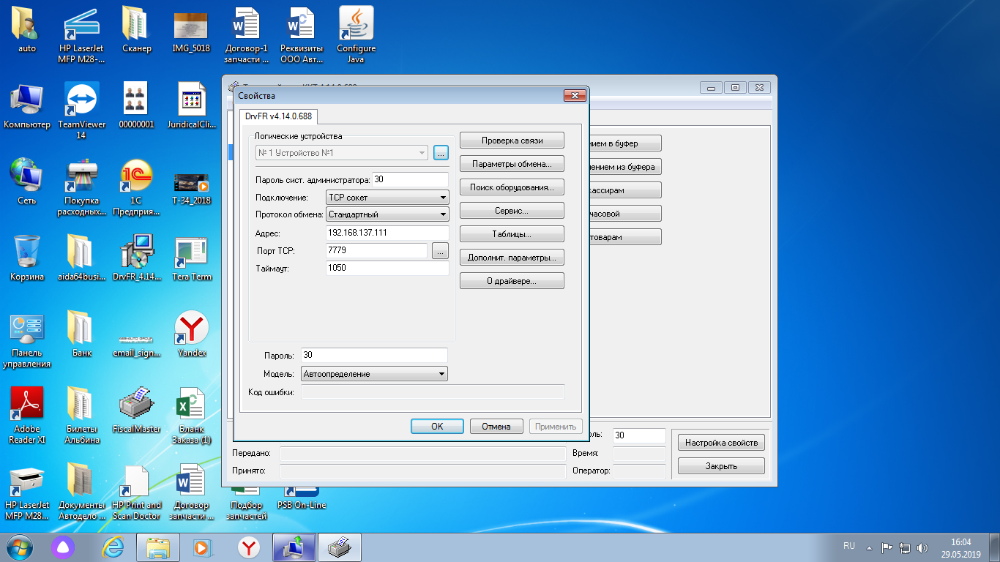 auto
HP LaserJet
MFP M28-...
Сканер
IMG_5018
Договор-1
запчасти ...
Реквизиты
ООО Авт...
Configure
Java
Компьютер
TeamViewer
14
00000001
JuridicalCli...
Сеть
Покупка
расходных...
1С
Предприя...
T-34_2018
Корзина
aida64busi...
DrvFR_4.14...
Tera Term
Панель
управления
Банк
email_sign...
Yandex
Adobe
Reader XI
Билеты
Альбина
FiscalMaster
Бланк
Заказа (1)
HP LaserJet
MFP M28...
Документы
Автодело ...
HP Print and
Scan Doctor
Договор
запчасти ...
Подбор
запчастей
PSB On-Line
Свойства
DrvFR v4.14.0.688
Логические устройства
№ 1 Устройство №1
...
Пароль сист. администратора:
30
Подключение:
TCP сокет
Протокол обмена:
Стандартный
Адрес:
192.168.137.111
Порт TCP:
7779
...
Таймаут:
1050
Проверка связи
Параметры обмена...
Поиск оборудования...
Сервис...
Таблицы...
Дополнит. параметры...
О драйвере...
Пароль:
30
Модель:
Автоопределение
Код ошибки:
OK
Отмена
Применить
в буфер
из буфера
кассирам
часовой
товарам
30
Передано:
Время:
Принято:
Оператор:
Настройка свойств
Закрыть
RU
16:04
29.05.2019